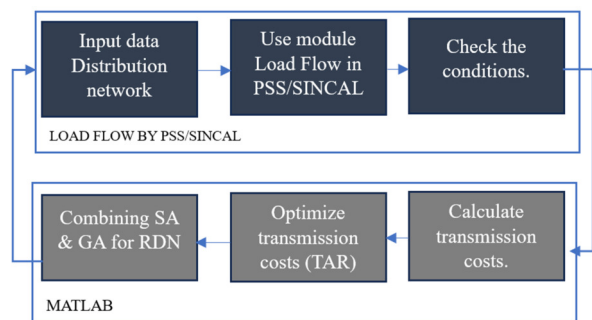 Input data
Distribution
network
Use module
Load Flow in
PSS/SINCAL
Check the
conditions.
LOAD FLOW BY PSS/SINCAL
Combining SA
& GA for RDN
Optimize
transmission
costs (TAR)
Calculate
transmission
costs.
MATLAB